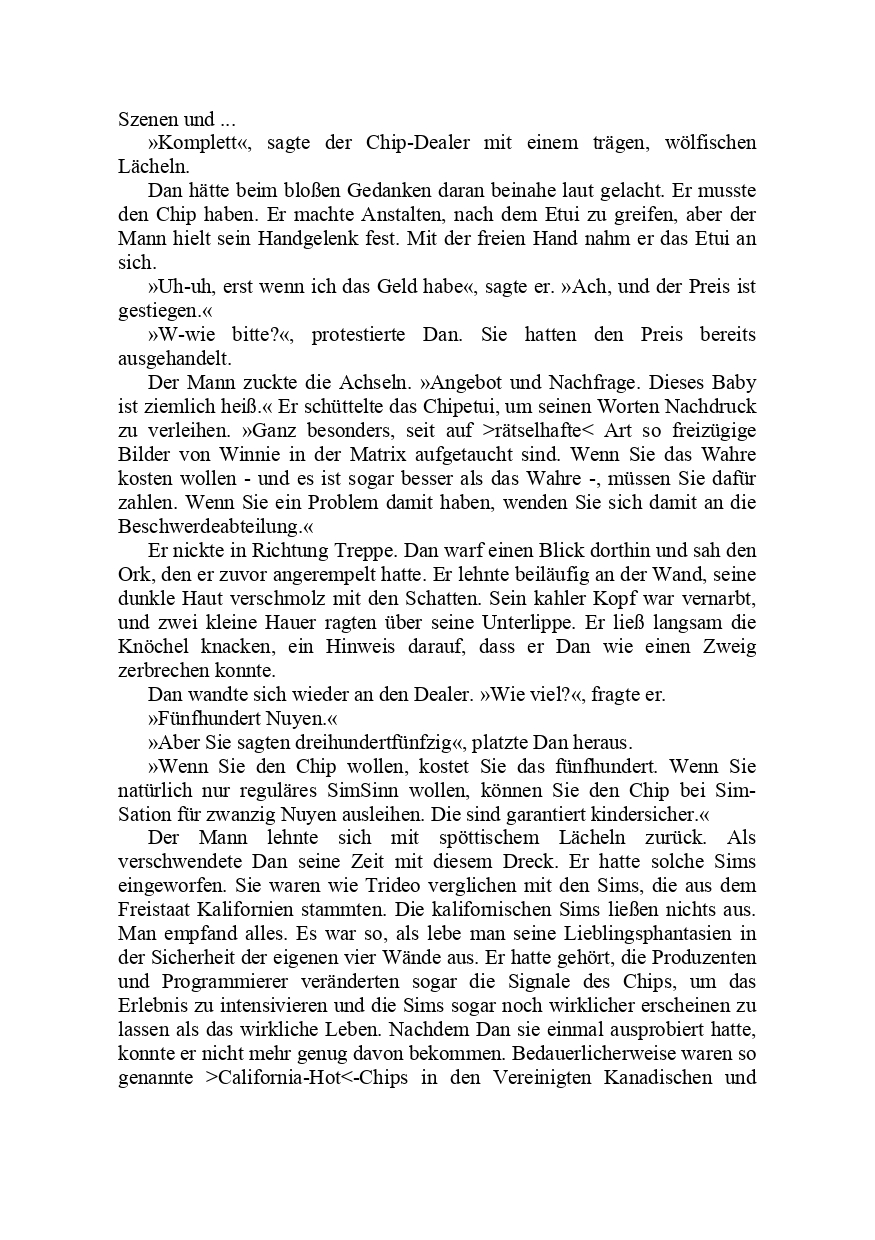 Szenen und ...
»Komplett«, sagte der Chip-Dealer mit einem trägen, wölfischen
Lächeln.
Dan hätte beim bloßen Gedanken daran beinahe laut gelacht. Er musste
den Chip haben. Er machte Anstalten, nach dem Etui zu greifen, aber der
Mann hielt sein Handgelenk fest. Mit der freien Hand nahm er das Etui an
sich.
»Uh-uh, erst wenn ich das Geld habe«, sagte er. »Ach, und der Preis ist
gestiegen.«
»W-wie bitte?«, protestierte Dan. Sie hatten den Preis bereits
ausgehandelt.
Der Mann zuckte die Achseln. »Angebot und Nachfrage. Dieses Baby
ist ziemlich heiß.« Er schüttelte das Chipetui, um seinen Worten Nachdruck
zu verleihen. »Ganz besonders, seit auf >rätselhafte< Art so freizügige
Bilder von Winnie in der Matrix aufgetaucht sind. Wenn Sie das Wahre
kosten wollen - und es ist sogar besser als das Wahre -, müssen Sie dafür
zahlen. Wenn Sie ein Problem damit haben, wenden Sie sich damit an die
Beschwerdeabteilung.«
Er nickte in Richtung Treppe. Dan warf einen Blick dorthin und sah den
Ork, den er zuvor angerempelt hatte. Er lehnte beiläufig an der Wand, seine
dunkle Haut verschmolz mit den Schatten. Sein kahler Kopf war vernarbt,
und zwei kleine Hauer ragten über seine Unterlippe. Er ließ langsam die
Knöchel knacken, ein Hinweis darauf, dass er Dan wie einen Zweig
zerbrechen konnte.
Dan wandte sich wieder an den Dealer. »Wie viel?«, fragte er.
»Fünfhundert Nuyen.«
»Aber Sie sagten dreihundertfünfzig«, platzte Dan heraus.
»Wenn Sie den Chip wollen, kostet Sie das fünfhundert. Wenn Sie
natürlich nur reguläres SimSinn wollen, können Sie den Chip bei Sim-
Sation für zwanzig Nuyen ausleihen. Die sind garantiert kindersicher.«
Der Mann lehnte sich mit spöttischem Lächeln zurück. Als
verschwendete Dan seine Zeit mit diesem Dreck. Er hatte solche Sims
eingeworfen. Sie waren wie Trideo verglichen mit den Sims, die aus dem
Freistaat Kalifornien stammten. Die kalifornischen Sims ließen nichts aus.
Man empfand alles. Es war so, als lebe man seine Lieblingsphantasien in
der Sicherheit der eigenen vier Wände aus. Er hatte gehört, die Produzenten
und Programmierer veränderten sogar die Signale des Chips, um das
Erlebnis zu intensivieren und die Sims sogar noch wirklicher erscheinen zu
lassen als das wirkliche Leben. Nachdem Dan sie einmal ausprobiert hatte,
konnte er nicht mehr genug davon bekommen. Bedauerlicherweise waren so
genannte >California-Hot<-Chips in den Vereinigten Kanadischen und